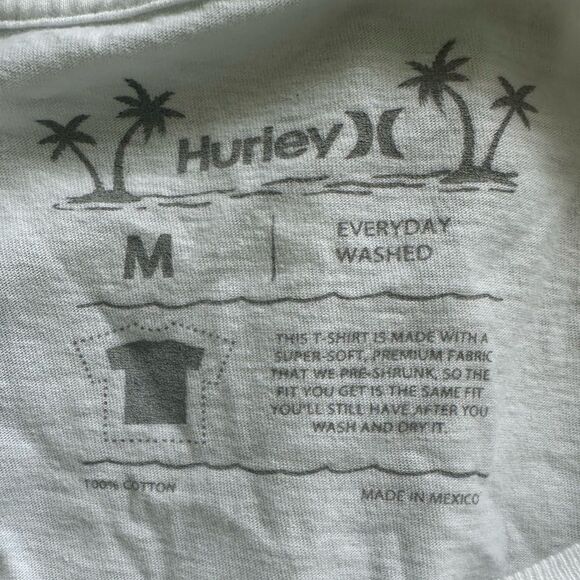 Hurley
M
EVERYDAY
WASHED
THIS T-SHIRT IS MADE WITH A
SUPER-SOFT, PREMIUM FABRIC
THAT WE PRE-SHRUNK, SO THE
FIT YOU GET IS THE SAME FIT
YOU'LL STILL HAVE AFTER YOU
WASH AND DRY IT.
100% COTTON
MADE IN MEXICO